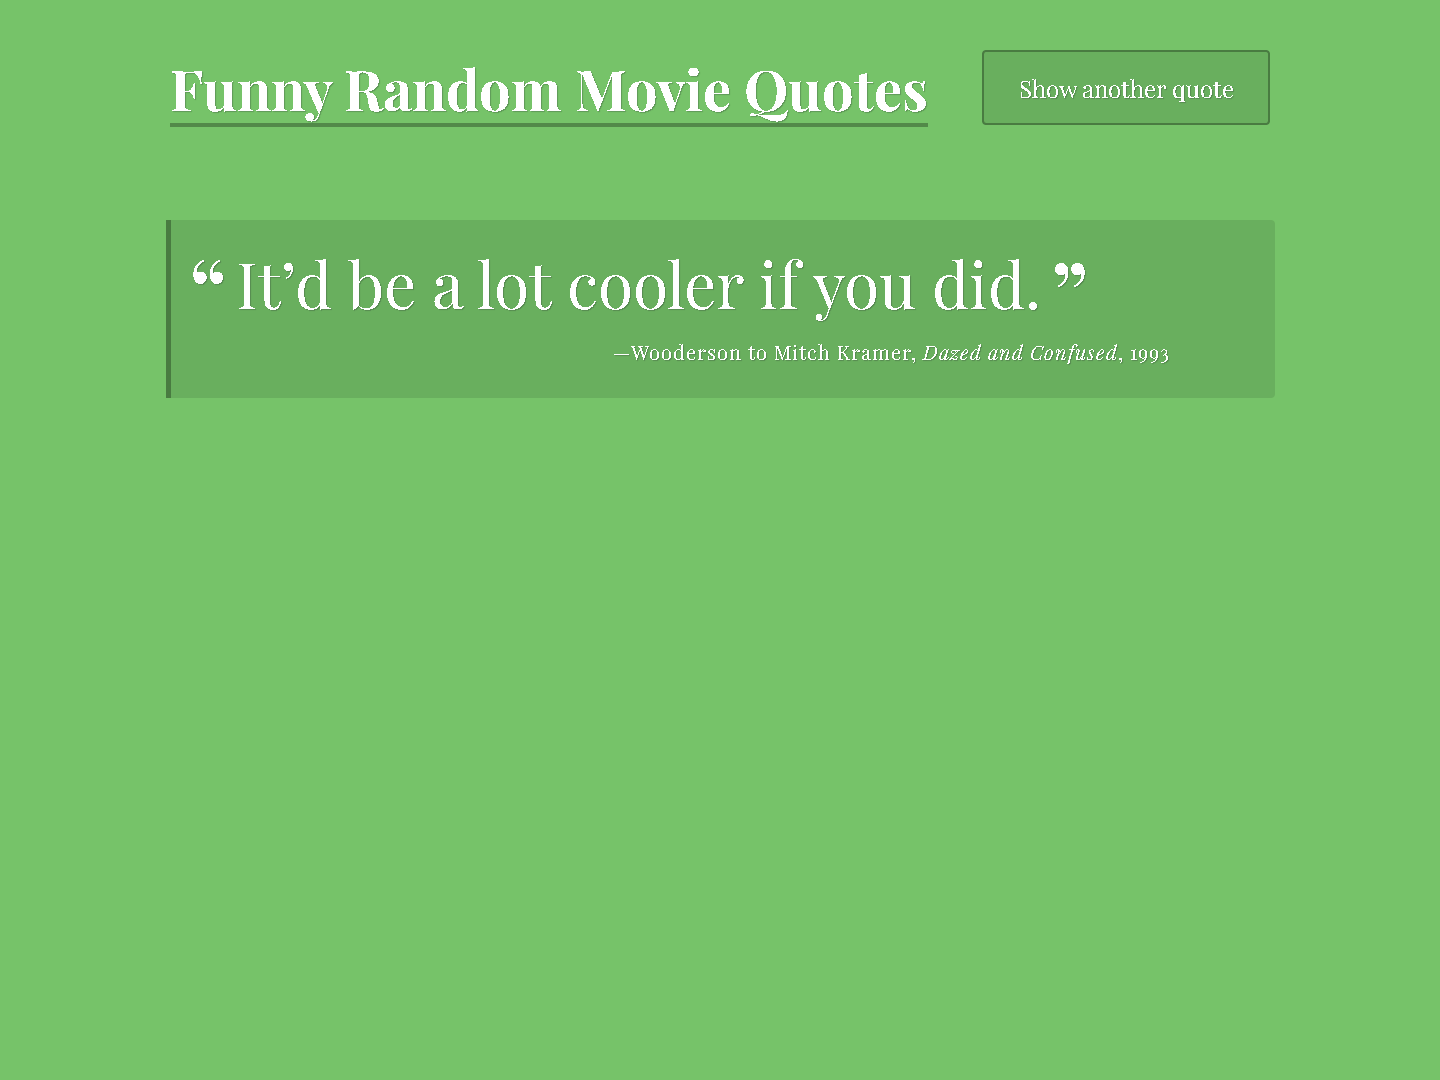 Funny Random Movie Quotes
Show another quote
“ It’d be a lot cooler if you did. ”
—Wooderson to Mitch Kramer, Dazed and Confused, 1993